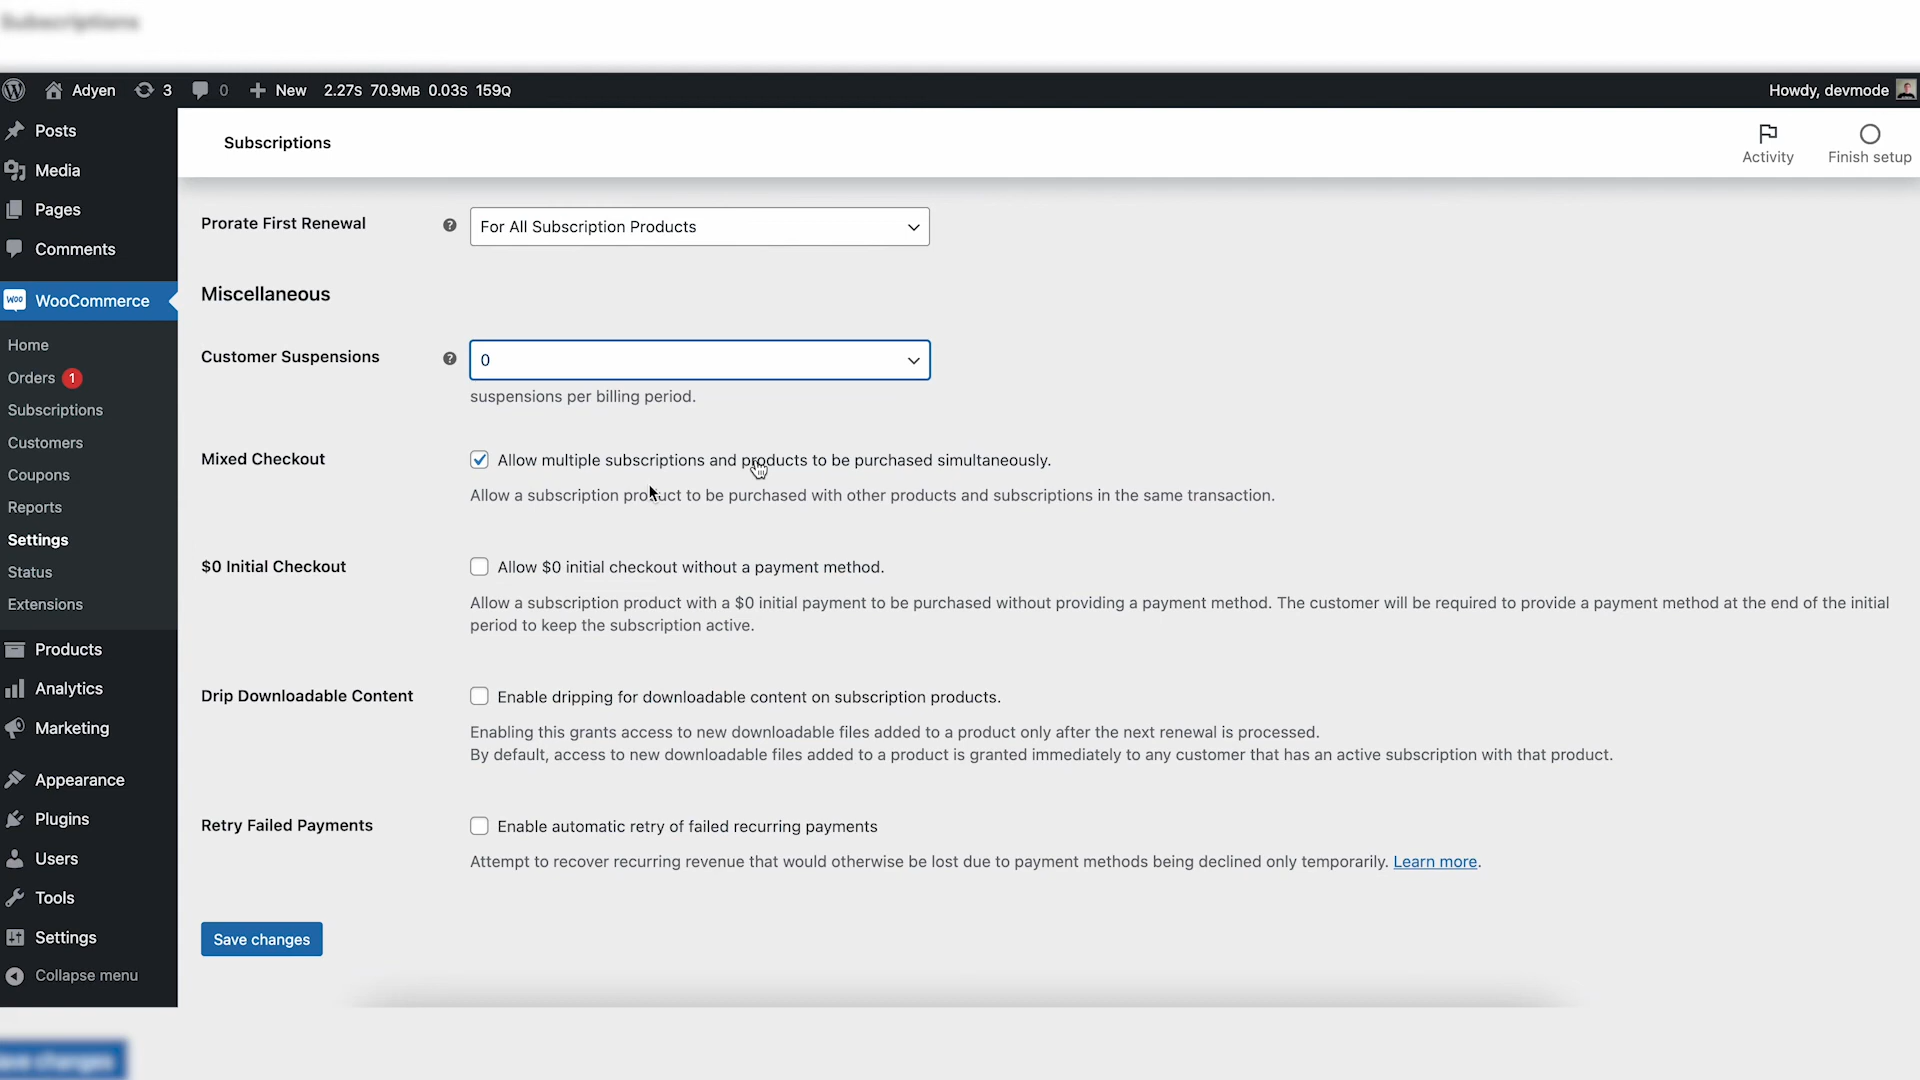 Subscriptions
Adyen 3 0 New 2.27s 70.9MB 0.03s 159Q
Howdy, devmode
Posts
Media
Pages
Comments
WOO WooCommerce
Home
Orders 1
Subscriptions
Customers
Coupons
Reports
Settings
Status
Extensions
Products
Analytics
Marketing
Appearance
Plugins
Users
Tools
Settings
Collapse menu
Subscriptions
Activity
Finish setup
Prorate First Renewal
For All Subscription Products
Miscellaneous
Customer Suspensions
0
suspensions per billing period.
Mixed Checkout
Allow multiple subscriptions and products to be purchased simultaneously.
Allow a subscription product to be purchased with other products and subscriptions in the same transaction.
$0 Initial Checkout
Allow $0 initial checkout without a payment method.
Allow a subscription product with a $0 initial payment to be purchased without providing a payment method. The customer will be required to provide a payment method at the end of the initial
period to keep the subscription active.
Drip Downloadable Content
Enable dripping for downloadable content on subscription products.
Enabling this grants access to new downloadable files added to a product only after the next renewal is processed.
By default, access to new downloadable files added to a product is granted immediately to any customer that has an active subscription with that product.
Retry Failed Payments
Enable automatic retry of failed recurring payments
Attempt to recover recurring revenue that would otherwise be lost due to payment methods being declined only temporarily. Learn more.
Save changes
ave changes